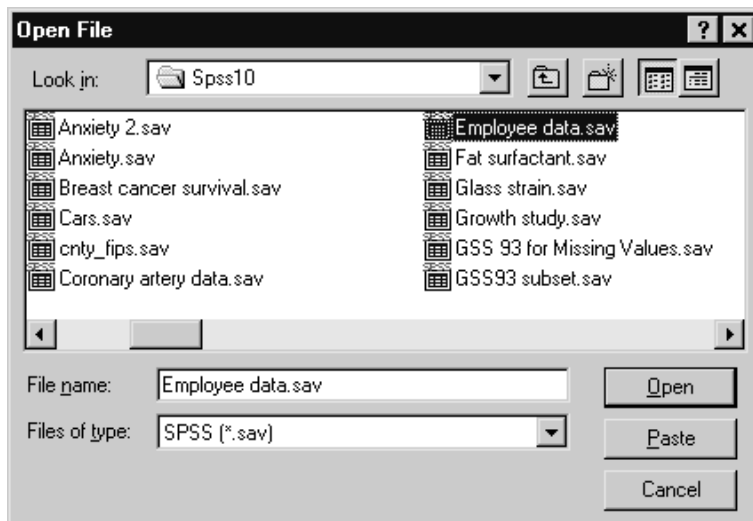 Open File
Look in: Spss10
Anxiety 2.sav
Anxiety.sav
Breast cancer survival.sav
Cars.sav
cnty_fips.sav
Coronary artery data.sav
Employee data.sav
Fat surfactant.sav
Glass strain.sav
Growth study.sav
GSS 93 for Missing Values.sav
GSS93 subset.sav
File name: Employee data.sav Open
Files of type: SPSS (*.sav) Paste
Cancel